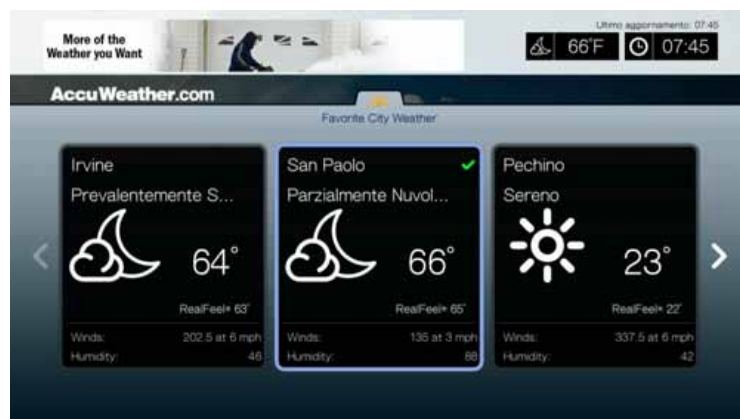 More of the
Weather you Want
Ultimo aggiornamento: 07:45
66°F
07:45
AccuWeather.com
Favorite City Weather
Irvine
Prevalentemente S...
64°
RealFeel® 63°
Winds: 202.5 at 6 mph
Humidity: 46
San Paolo
Parzialmente Nuvol...
66°
RealFeel® 65°
Winds: 135 at 3 mph
Humidity: 88
Pechino
Sereno
23°
RealFeel® 22°
Winds: 337.5 at 6 mph
Humidity: 42